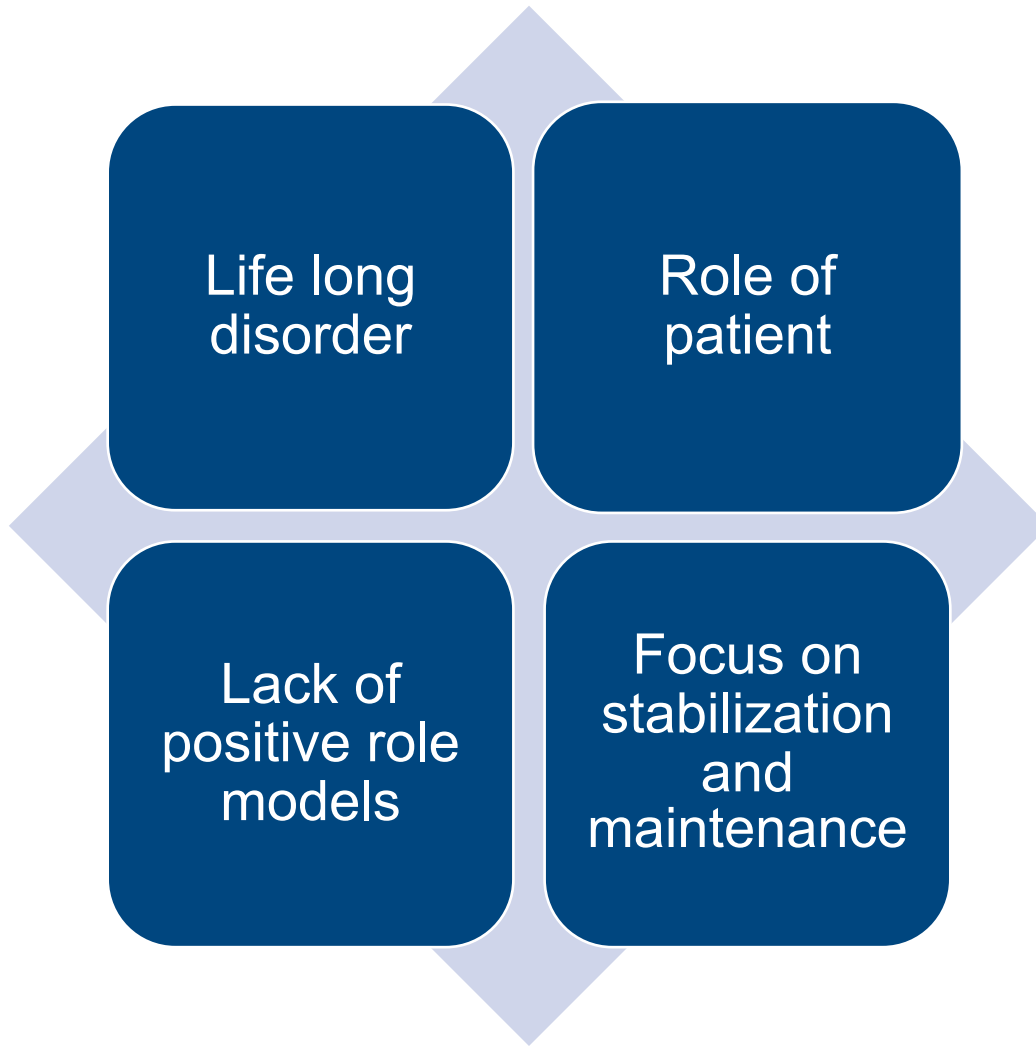 Life long
disorder
Role of
patient
Lack of
positive role
models
Focus on
stabilization
and
maintenance